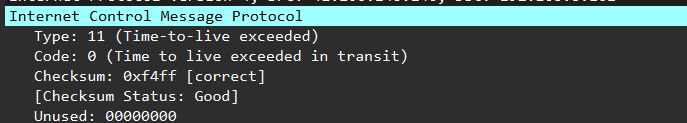 Internet Control Message Protocol
Type: 11 (Time-to-live exceeded)
Code: 0 (Time to live exceeded in transit)
Checksum: 0xf4ff [correct]
[Checksum Status: Good]
Unused: 00000000